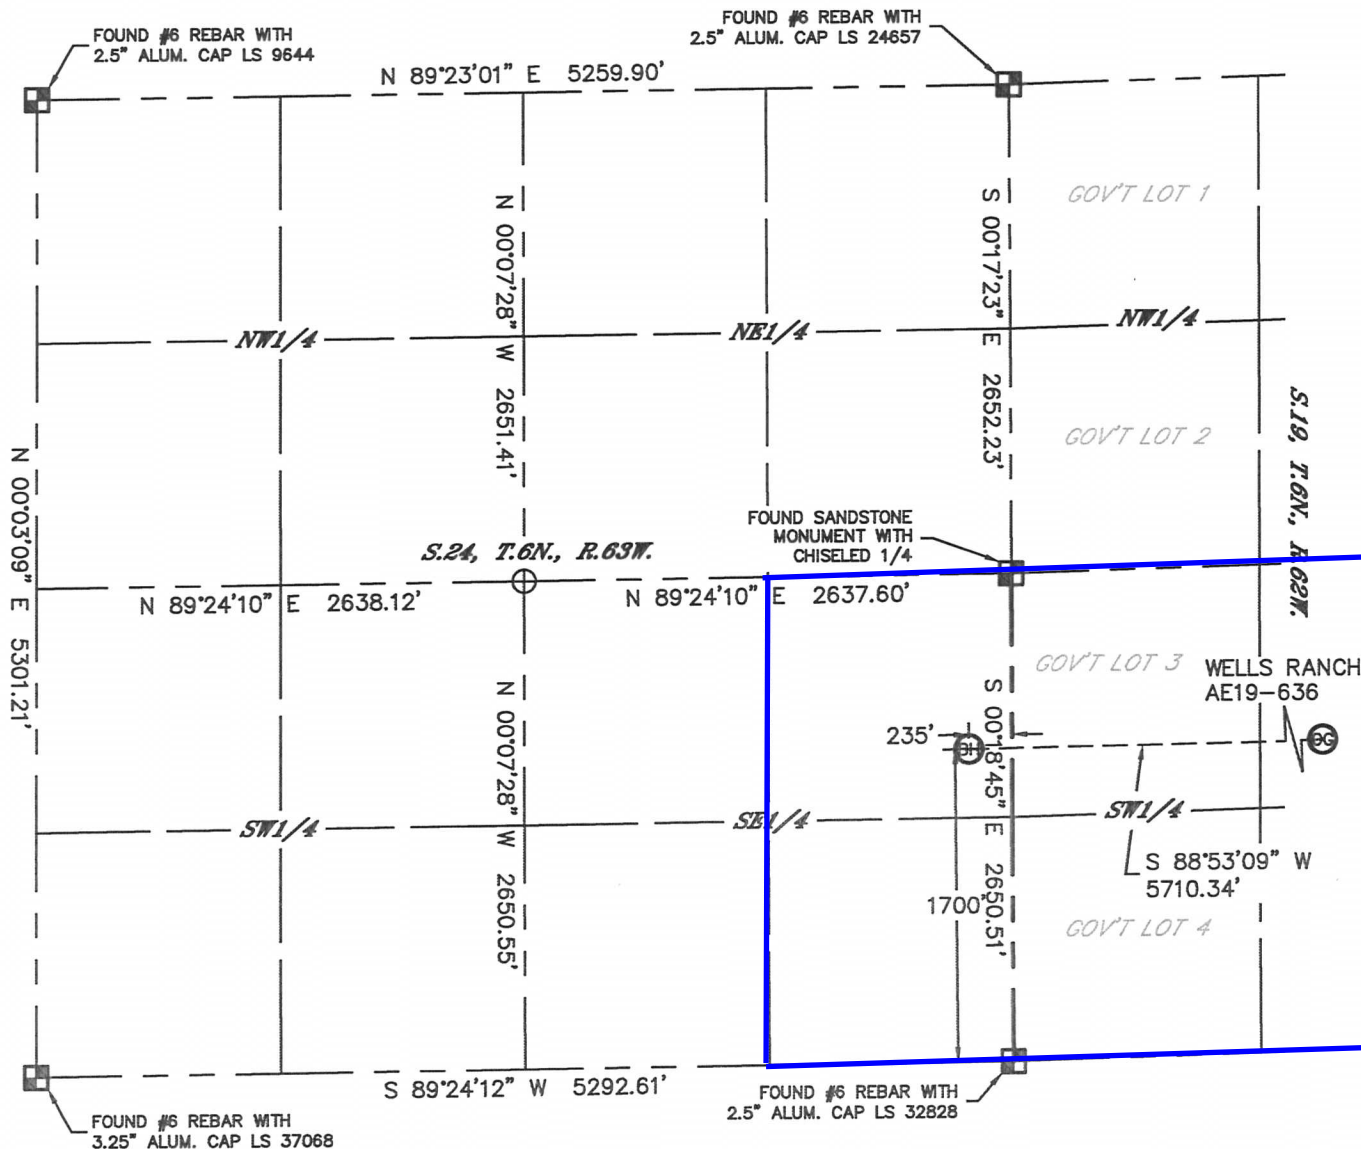 FOUND #6 REBAR WITH
2.5" ALUM. CAP LS 9644
FOUND #6 REBAR WITH
2.5" ALUM. CAP LS 24657
N 89°23'01" E 5259.90'
GOV'T LOT 1
N 00°07'28" W 2651.41'
S 00°17'23" E 2652.23'
NW1/4
NE1/4
NW1/4
GOV'T LOT 2
S.19, T.6N., R.62W.
N 00°03'09" E 5301.21'
FOUND SANDSTONE
MONUMENT WITH
CHISELED 1/4
S.24, T.6N., R.63W.
N 89°24'10" E 2638.12'
N 89°24'10" E 2637.60'
GOV'T LOT 3
WELLS RANCH
AE19-636
N 00°07'28" W 2650.55'
S 00°18'45" E 2650.51'
235'
BH
OG
SW1/4
SE1/4
SW1/4
S 88°53'09" W
5710.34'
1700'
GOV'T LOT 4
S 89°24'12" W 5292.61'
FOUND #6 REBAR WITH
2.5" ALUM. CAP LS 32828
FOUND #6 REBAR WITH
3.25" ALUM. CAP LS 37068